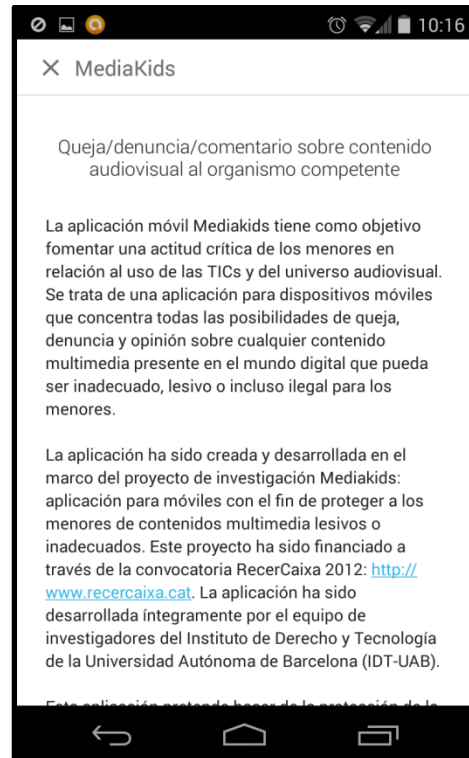 10:16
MediaKids
Queja/denuncia/comentario sobre contenido
audiovisual al organismo competente
La aplicación móvil Mediakids tiene como objetivo
fomentar una actitud crítica de los menores en
relación al uso de las TICs y del universo audiovisual.
Se trata de una aplicación para dispositivos móviles
que concentra todas las posibilidades de queja,
denuncia y opinión sobre cualquier contenido
multimedia presente en el mundo digital que pueda
ser inadecuado, lesivo o incluso ilegal para los
menores.
La aplicación ha sido creada y desarrollada en el
marco del proyecto de investigación Mediakids:
aplicación para móviles con el fin de proteger a los
menores de contenidos multimedia lesivos o
inadecuados. Este proyecto ha sido financiado a
través de la convocatoria RecerCaixa 2012: http://
www.recercaixa.cat. La aplicación ha sido
desarrollada íntegramente por el equipo de
investigadores del Instituto de Derecho y Tecnología
de la Universidad Autónoma de Barcelona (IDT-UAB).